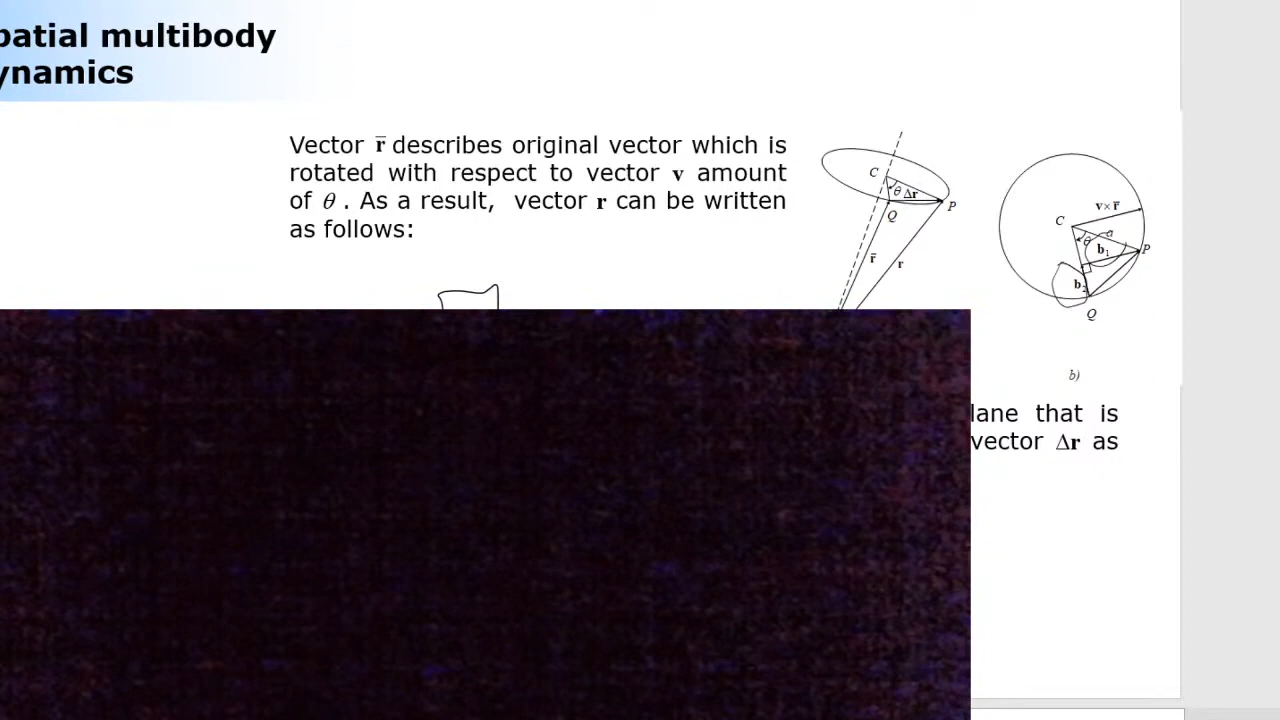 patial multibody
ynamics
Vector r̅ describes original vector which is
rotated with respect to vector v amount
of θ . As a result, vector r can be written
as follows:
C
θ Δr
Q
P
r̅
r
v×r̅
C
α
θ
b₁
P
b₂
Q
b)
lane that is
vector Δr as